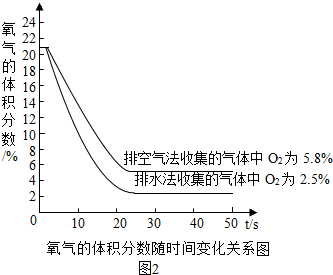 氧气的体积分数/%
24
22
20
18
16
14
12
10
8
6
4
2
0
10 20 30 40 50 t/s
排空气法收集的气体中 O₂为 5.8%
排水法收集的气体中 O₂为 2.5%
氧气的体积分数随时间变化关系图
图2